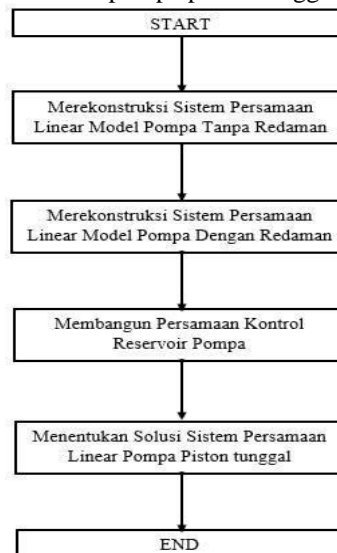 START
Merekonstruksi Sistem Persamaan
Linear Model Pompa Tanpa Redaman
Merekonstruksi Sistem Persamaan
Linear Model Pompa Dengan Redaman
Membangun Persamaan Kontrol
Reservoir Pompa
Menentukan Solusi Sistem Persamaan
Linear Pompa Piston tunggal
END